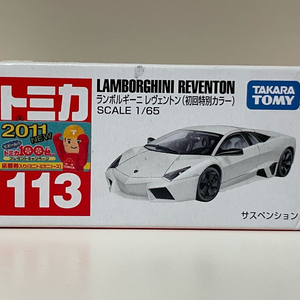 トミカ
LAMBORGHINI REVENTON
ランボルギーニ レヴェントン(初回特別カラー)
SCALE 1/65
TAKARA
TOMY
2011
NEW
113
サスペンション